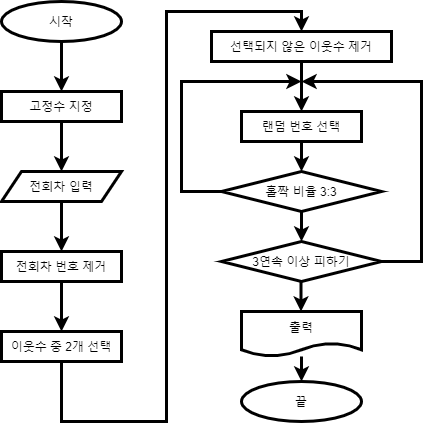 시작
고정수 지정
전회차 입력
전회차 번호 제거
이웃수 중 2개 선택
선택되지 않은 이웃수 제거
랜덤 번호 선택
홀짝 비율 3:3
3연속 이상 피하기
출력
끝